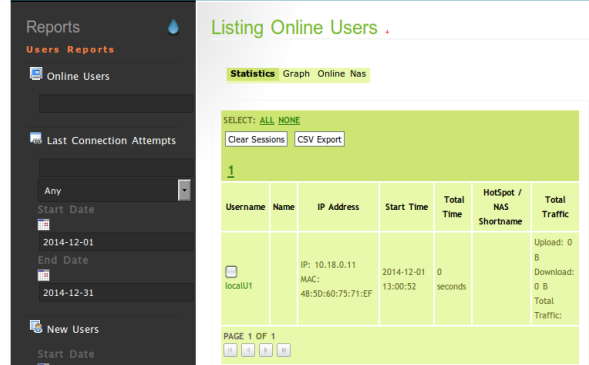 Reports
Users Reports
Online Users
Last Connection Attempts
Any
Start Date
2014-12-01
End Date
2014-12-31
New Users
Start Date
Listing Online Users +
Statistics Graph Online Nas
SELECT: ALL NONE
Clear Sessions CSV Export
1
Username Name IP Address Start Time Total Time HotSpot / NAS Shortname Total Traffic
localU1
IP: 10.18.0.11
MAC:
48:5D:60:75:71:EF
2014-12-01
13:00:52
0
seconds
Upload: 0
B
Download:
0 B
Total
Traffic:
PAGE 1 OF 1